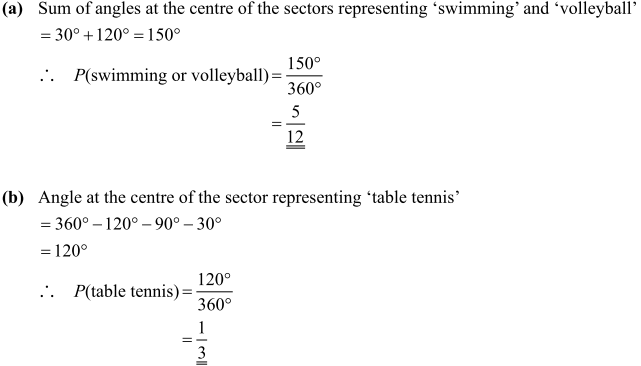 (a) Sum of angles at the centre of the sectors representing ‘swimming’ and ‘volleyball’
= 30° + 120° = 150°
∴ P(swimming or volleyball) = 150°/360°
= 5/12
(b) Angle at the centre of the sector representing ‘table tennis’
= 360° − 120° − 90° − 30°
= 120°
∴ P(table tennis) = 120°/360°
= 1/3